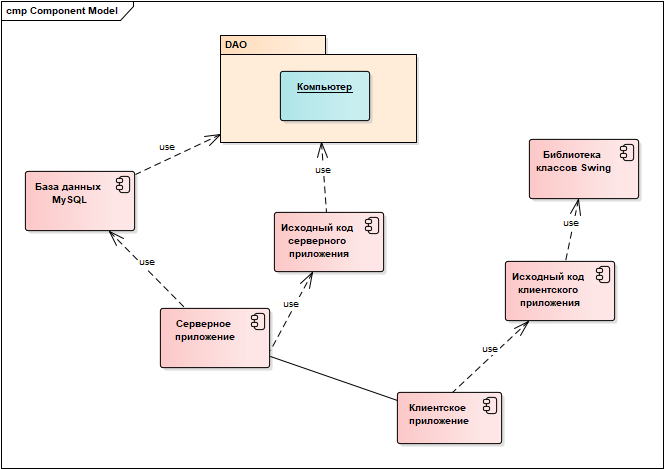 cmp Component Model
DAO
Компьютер
use
use
База данных
MySQL
Библиотека
классов Swing
Исходный код
серверного
приложения
use
use
Исходный код
клиентского
приложения
use
Серверное
приложение
use
Клиентское
приложение